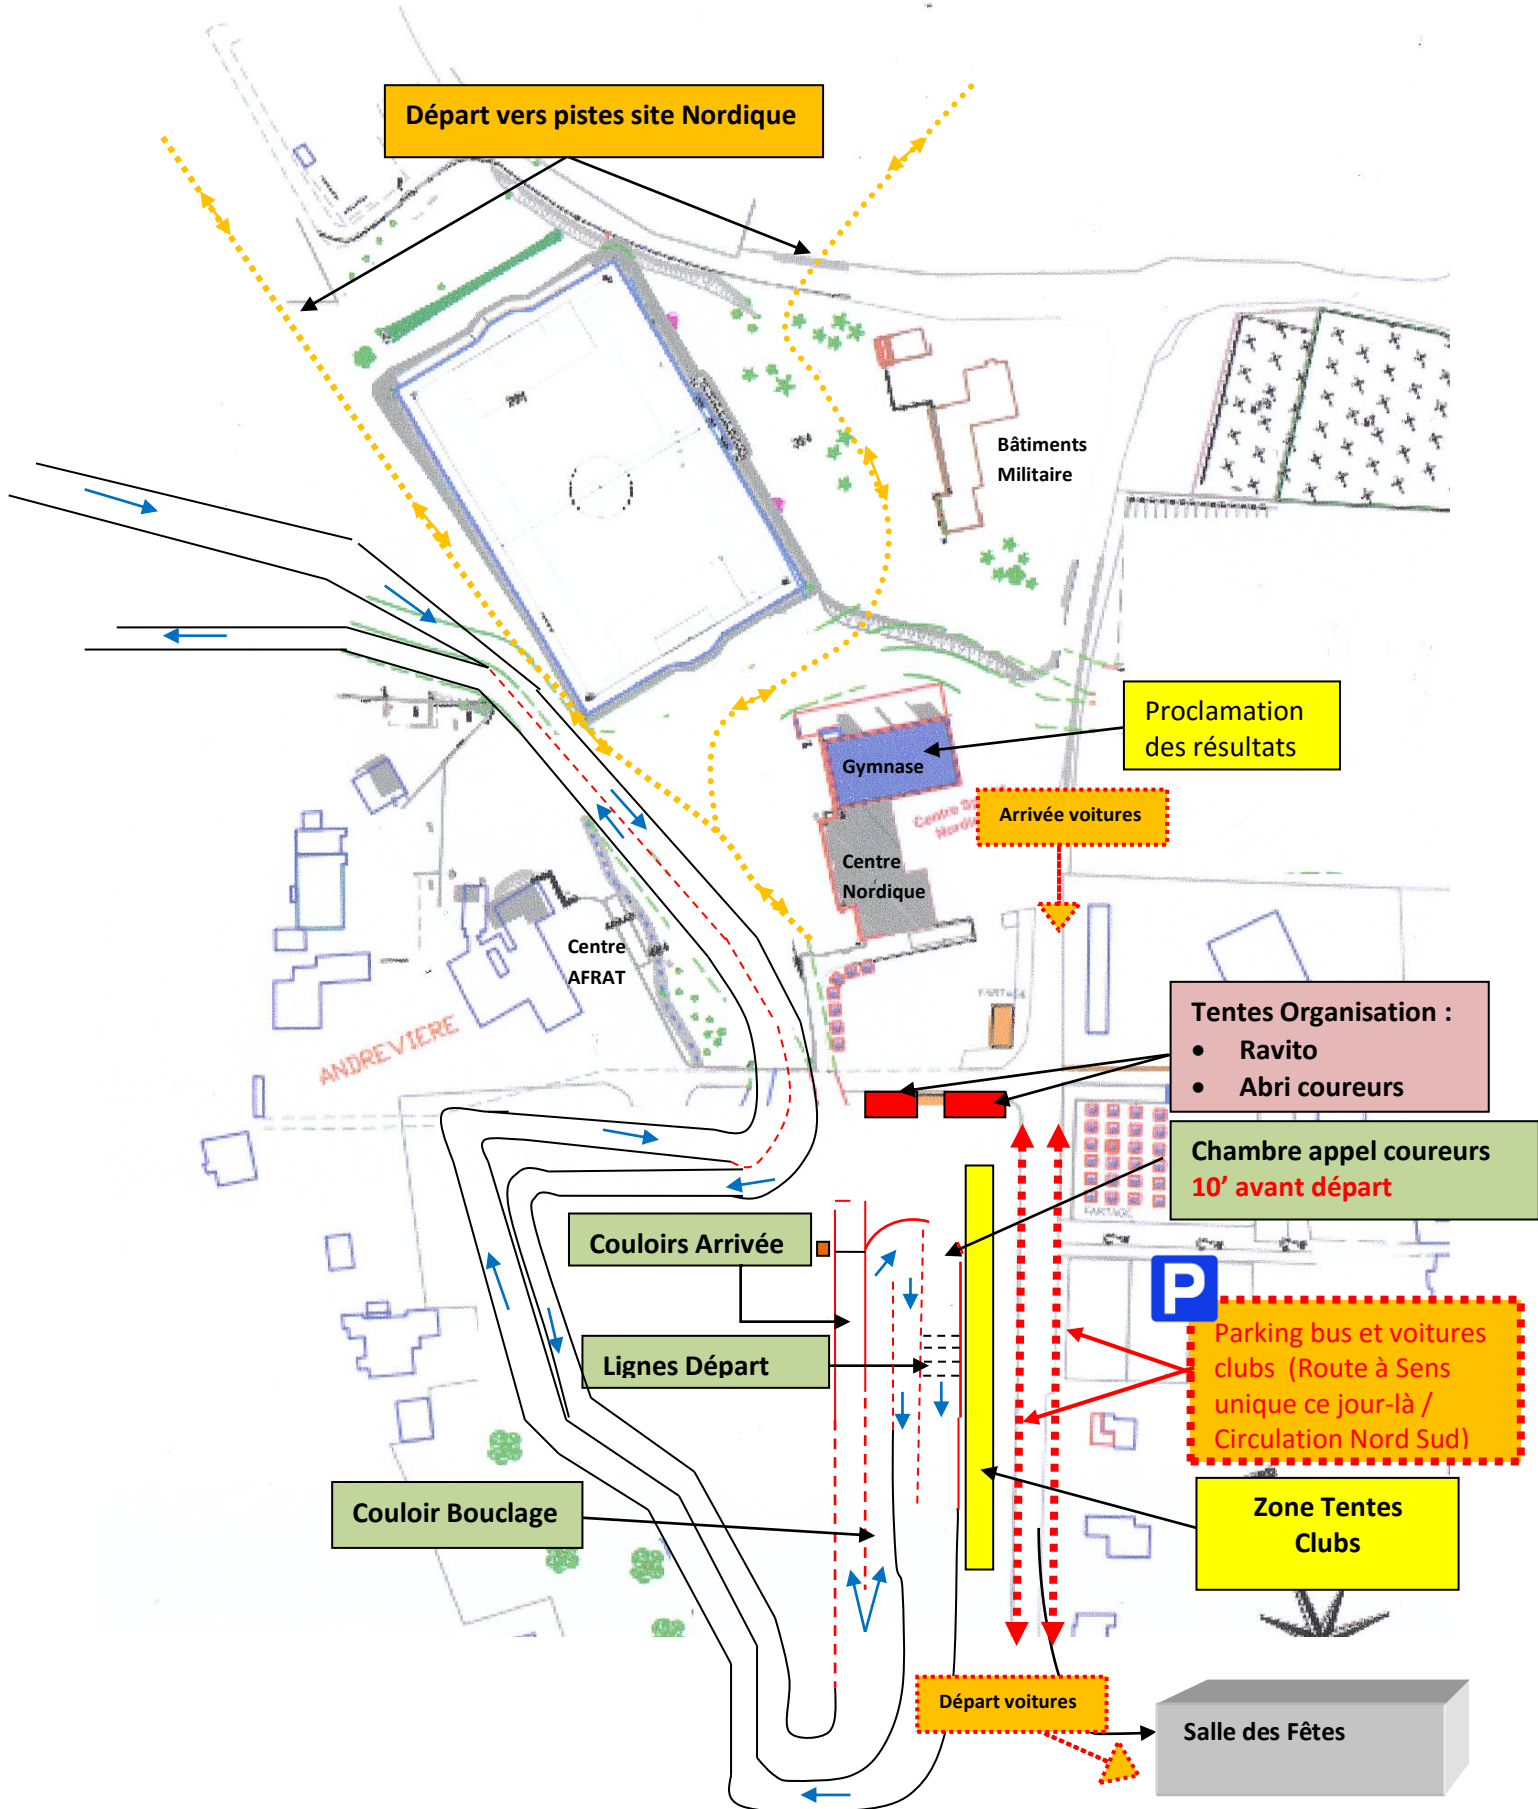 Départ vers pistes site Nordique
Bâtiments
Militaire
Proclamation
des résultats
Gymnase
Arrivée voitures
Centre
Nordique
Centre
AFRAT
ANDREVIERE
PARTAGE
Tentes Organisation :
• Ravito
• Abri coureurs
Chambre appel coureurs
10’ avant départ
PARTAGE
Couloirs Arrivée
P
Parking bus et voitures
clubs (Route à Sens
unique ce jour-là /
Circulation Nord Sud)
Lignes Départ
Couloir Bouclage
Zone Tentes
Clubs
Départ voitures
Salle des Fêtes